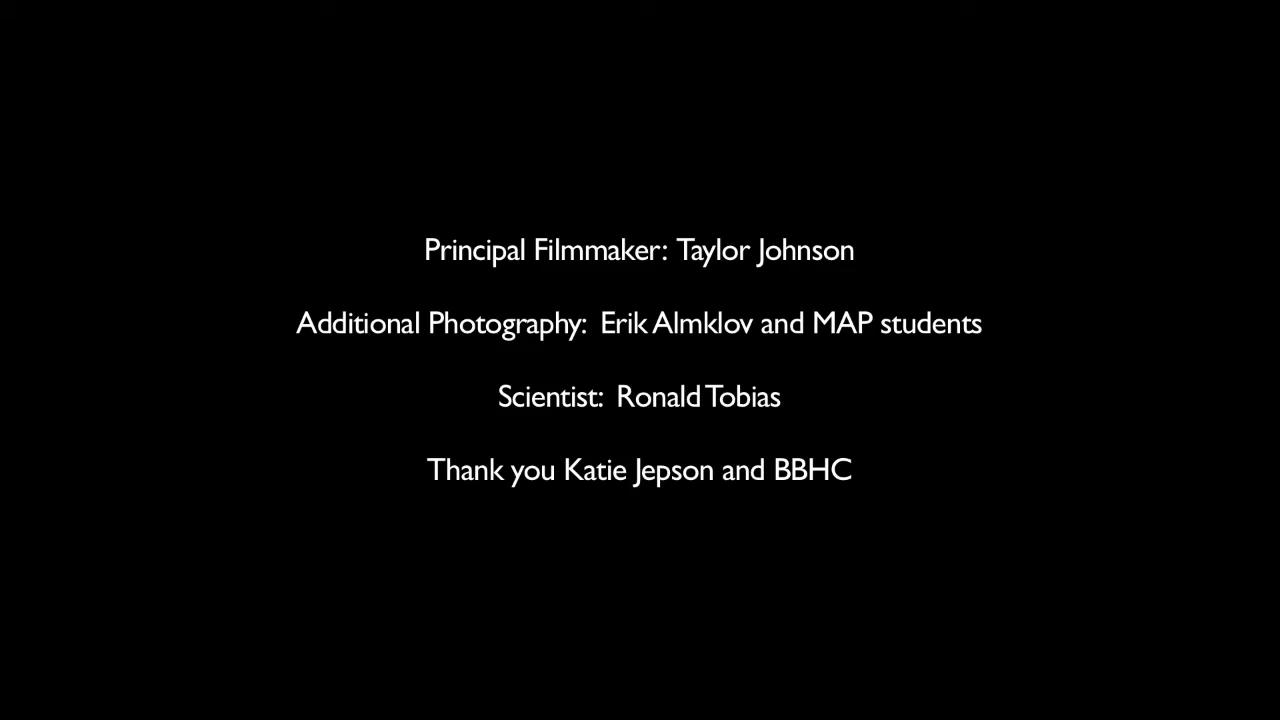 Principal Filmmaker: Taylor Johnson
Additional Photography: Erik Almklov and MAP students
Scientist: Ronald Tobias
Thank you Katie Jepson and BBHC